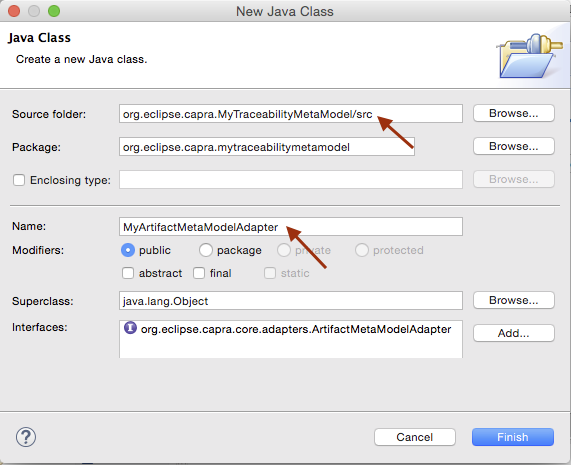 New Java Class
Java Class
Create a new Java class.
Source folder: org.eclipse.capra.MyTraceabilityMetaModel/src Browse...
Package: org.eclipse.capra.mytraceabilitymetamodel Browse...
Enclosing type: Browse...
Name: MyArtifactMetaModelAdapter
Modifiers: public package private protected
abstract final static
Superclass: java.lang.Object Browse...
Interfaces: I org.eclipse.capra.core.adapters.ArtifactMetaModelAdapter Add...
? Cancel Finish